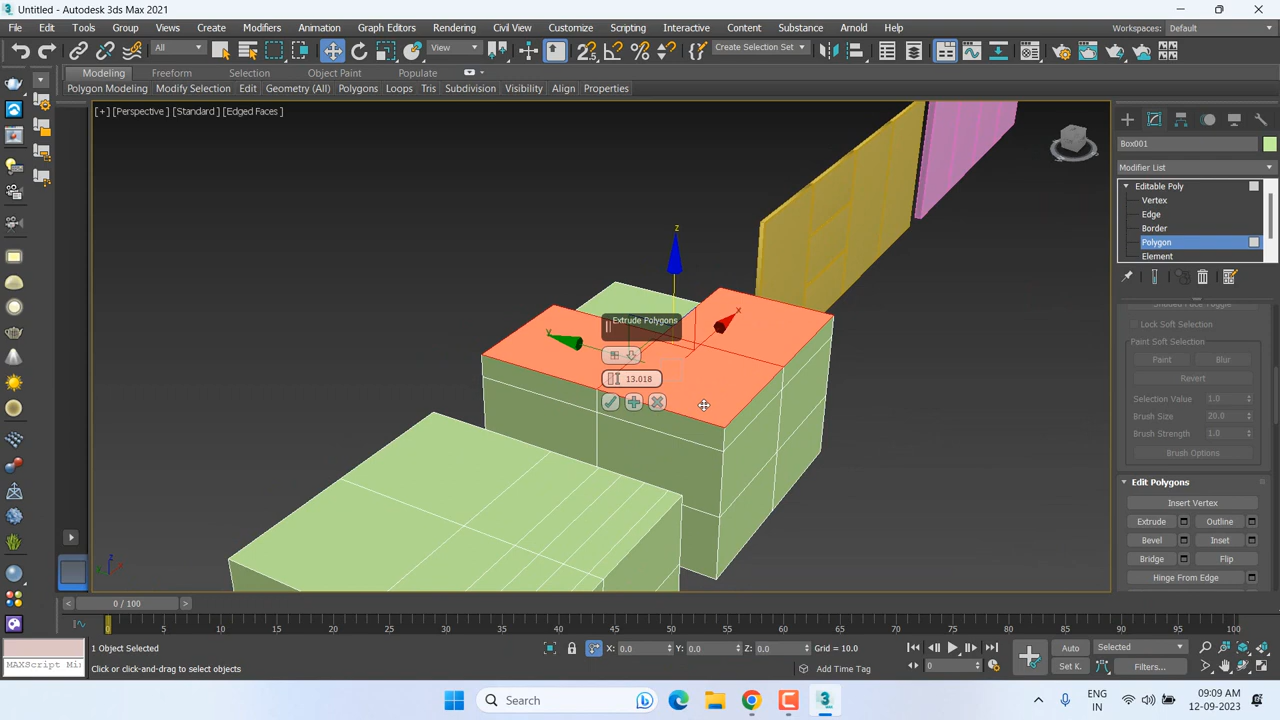 Untitled - Autodesk 3ds Max 2021
File Edit Tools Group Views Create Modifiers Animation Graph Editors Rendering Civil View Customize Scripting Interactive Content Substance Arnold Help
Workspaces: Default
All
View
Create Selection Set
Modeling Freeform Selection Object Paint Populate
Polygon Modeling Modify Selection Edit Geometry (All) Polygons Loops Tris Subdivision Visibility Align Properties
[+] [Perspective ] [Standard ] [Edged Faces ]
Box001
Modifier List
Editable Poly
Vertex
Edge
Border
Polygon
Element
z
x
y
Extrude Polygons
13.018
Lock Soft Selection
Paint Soft Selection
Paint Blur
Revert
Selection Value 1.0
Brush Size 20.0
Brush Strength 1.0
Brush Options
Edit Polygons
Insert Vertex
Extrude Outline
Bevel Inset
Bridge Flip
Hinge From Edge
< 0 / 100 >
0 5 10 15 20 25 30 35 40 45 50 55 60 65 70 75 80 85 90 95 100
1 Object Selected
X: 0.0 Y: 0.0 Z: 0.0 Grid = 10.0
Auto Selected
MAXScript Mi
Click or click-and-drag to select objects
Add Time Tag
0
Set K. Filters...
Search
ENG
IN
09:09 AM
12-09-2023